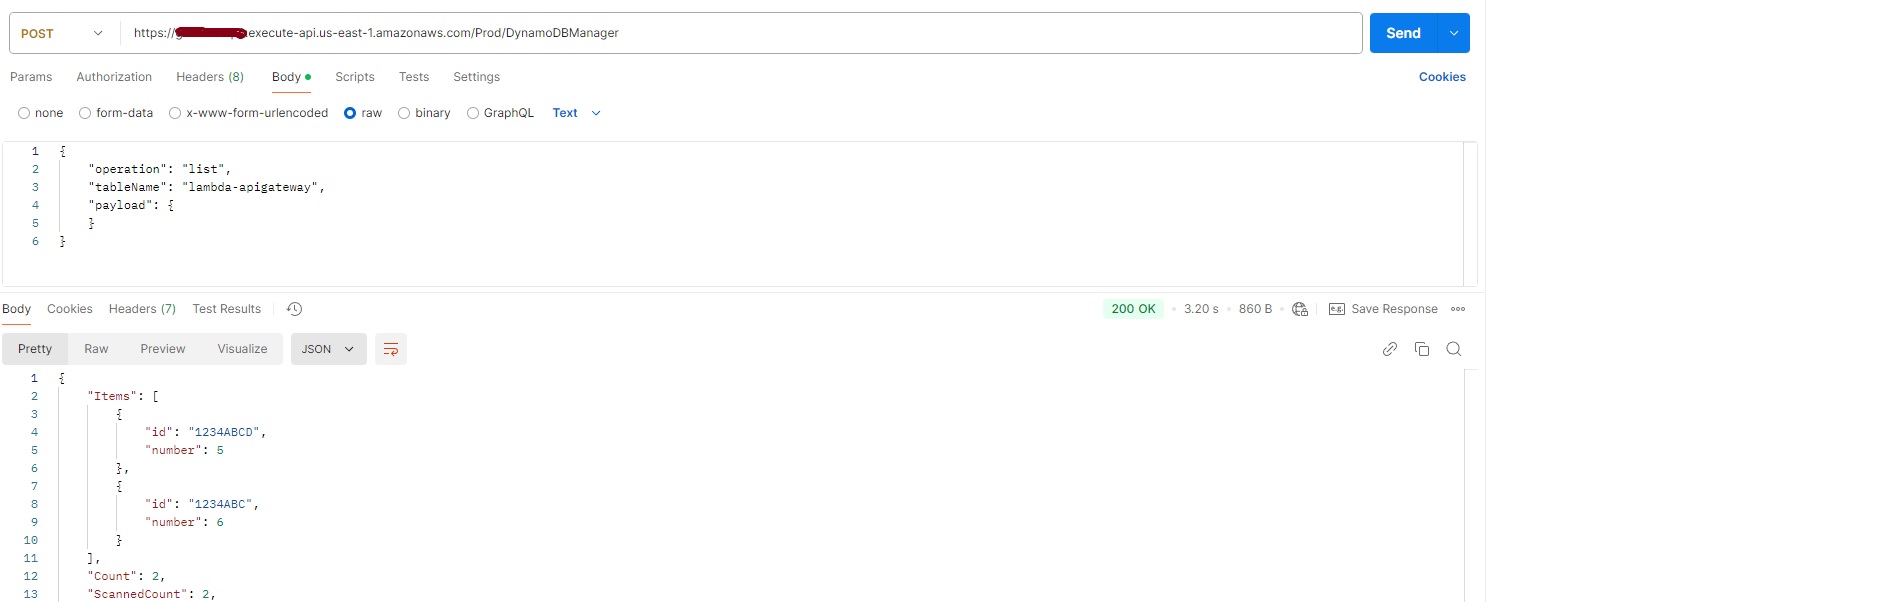 POST https:// execute-api.us-east-1.amazonaws.com/Prod/DynamoDBManager Send
Params Authorization Headers (8) Body Scripts Tests Settings Cookies
none form-data x-www-form-urlencoded raw binary GraphQL Text
1 {
2 "operation": "list",
3 "tableName": "lambda-apigateway",
4 "payload": {
5 }
6 }
Body Cookies Headers (7) Test Results 200 OK • 3.20 s • 860 B • e.g. Save Response
Pretty Raw Preview Visualize JSON
1 {
2 "Items": [
3 {
4 "id": "1234ABCD",
5 "number": 5
6 },
7 {
8 "id": "1234ABC",
9 "number": 6
10 }
11 ],
12 "Count": 2,
13 "ScannedCount": 2,